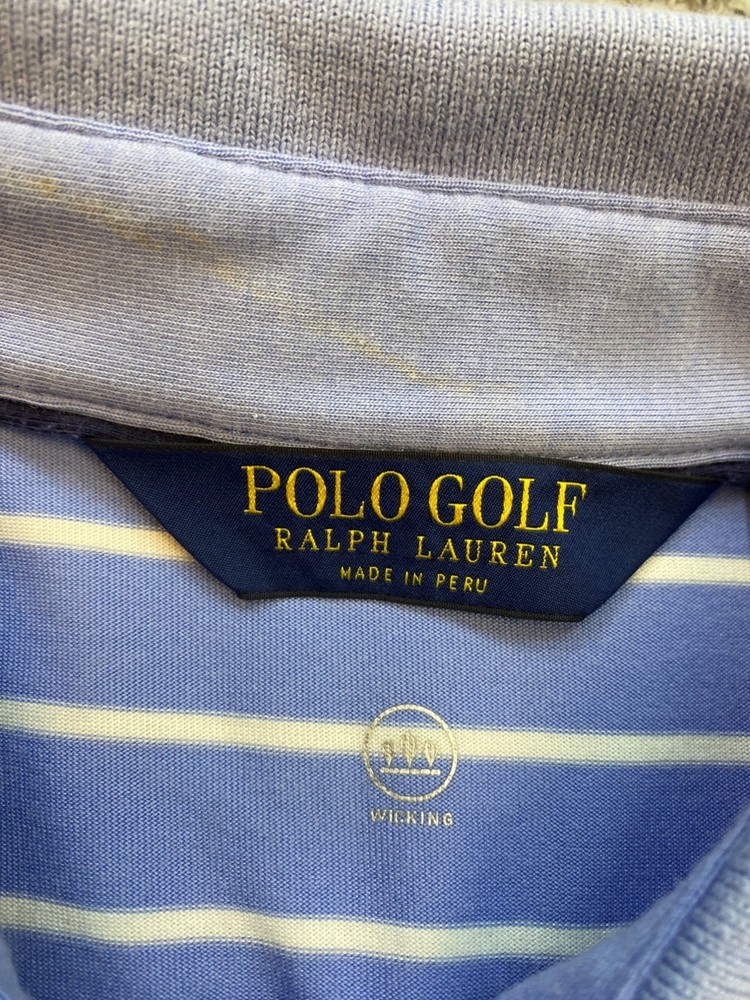 POLO GOLF
RALPH LAUREN
MADE IN PERU
WICKING